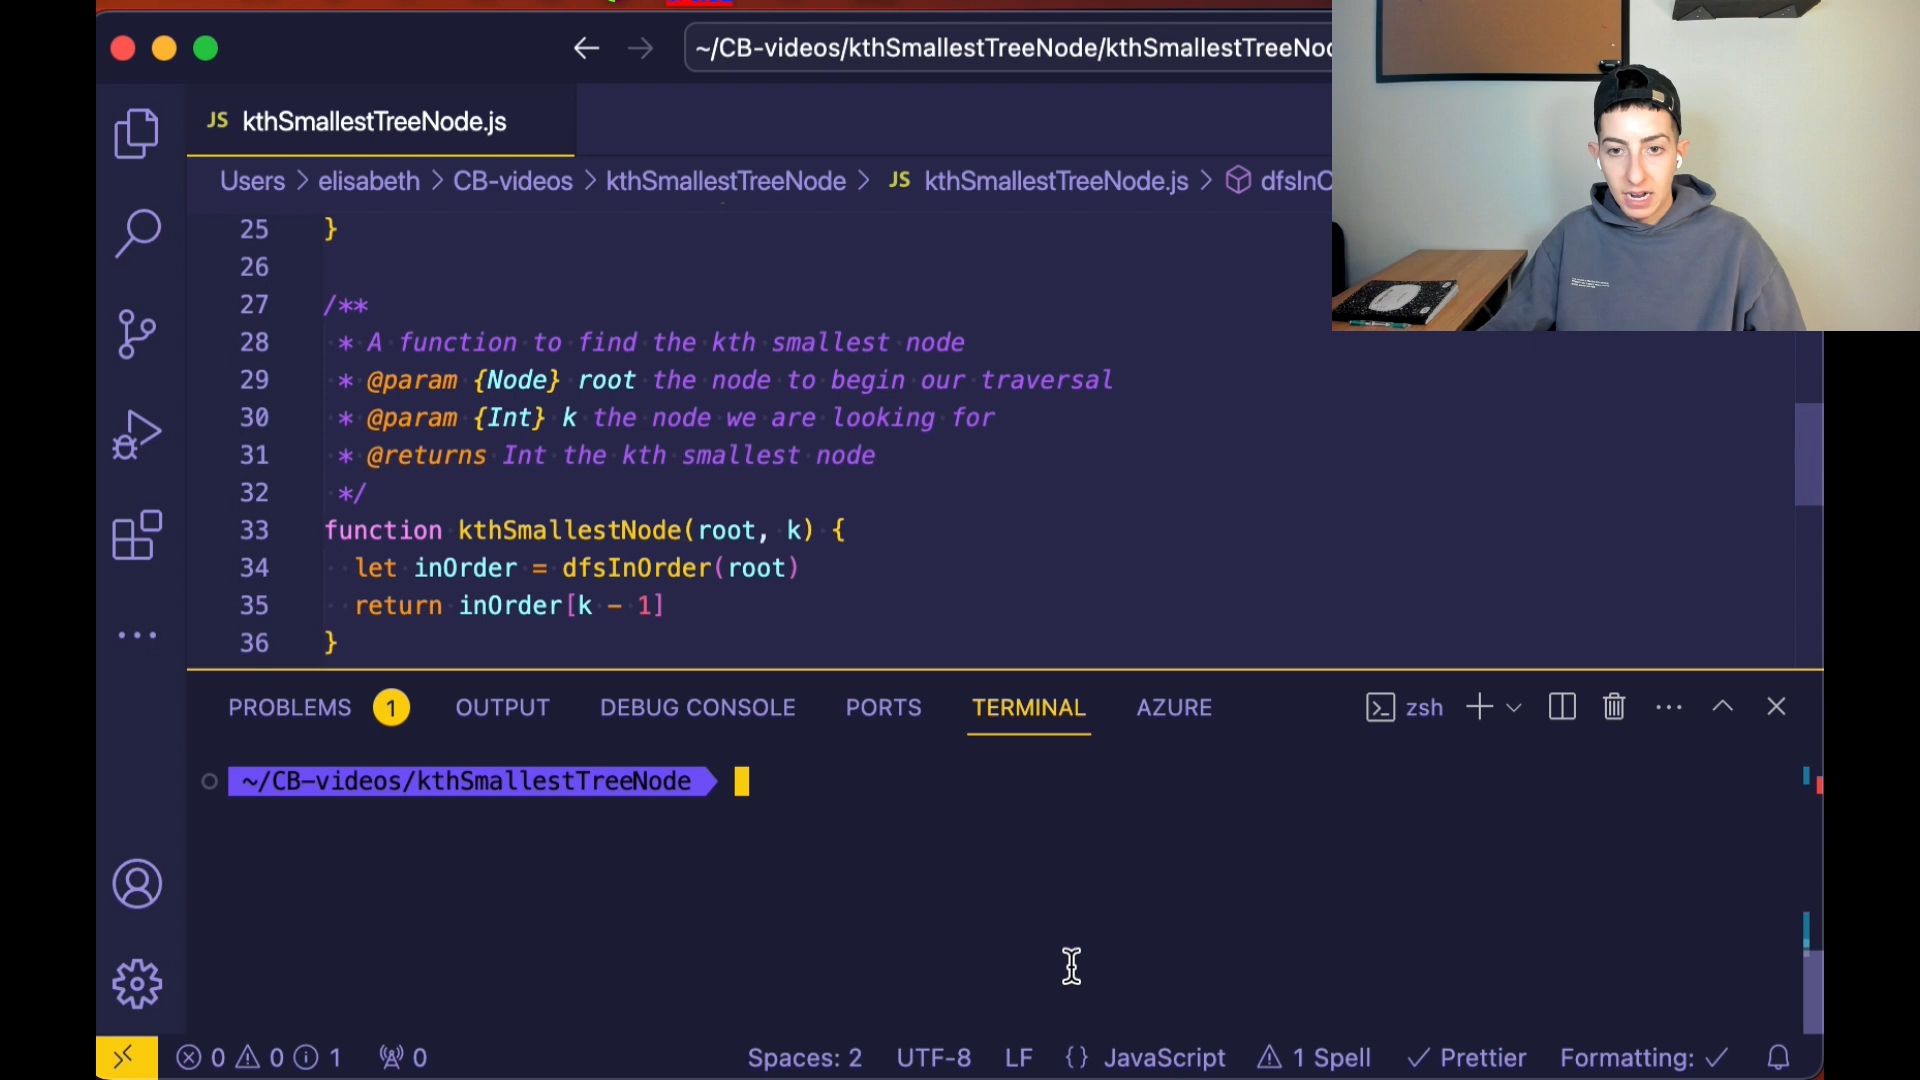 ~/CB-videos/kthSmallestTreeNode/kthSmallestTreeNo
JS kthSmallestTreeNode.js
Users > elisabeth > CB-videos > kthSmallestTreeNode > JS kthSmallestTreeNode.js > dfsInO
25 }
26
27 /**
28 * A function to find the kth smallest node
29 * @param {Node} root the node to begin our traversal
30 * @param {Int} k the node we are looking for
31 * @returns Int the kth smallest node
32 */
33 function kthSmallestNode(root, k) {
34 let inOrder = dfsInOrder(root)
35 return inOrder[k - 1]
36 }
PROBLEMS 1 OUTPUT DEBUG CONSOLE PORTS TERMINAL AZURE zsh
~/CB-videos/kthSmallestTreeNode
0 0 1 0 Spaces: 2 UTF-8 LF {} JavaScript 1 Spell Prettier Formatting: